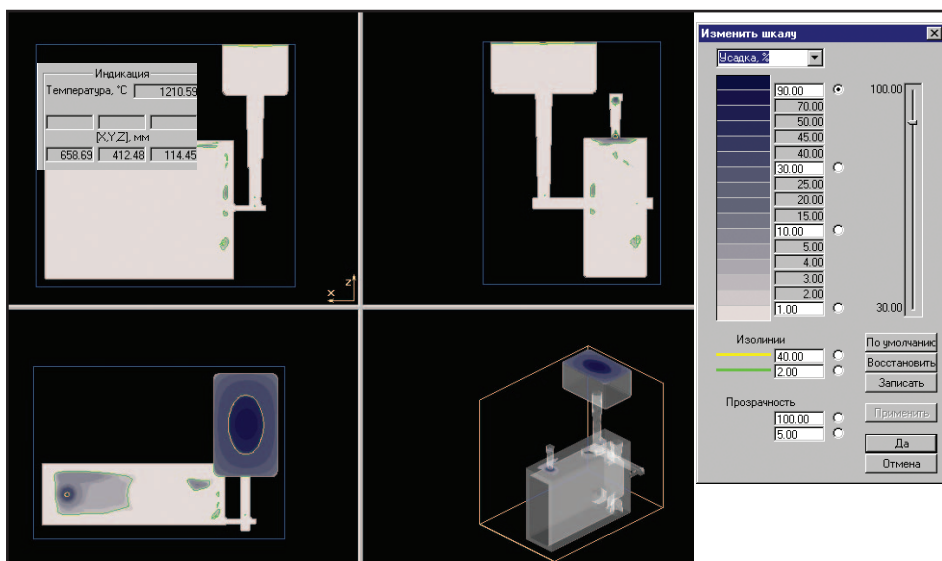 Индикация
Температура, °C 1210.59
[X,Y,Z], мм
658.69 412.48 114.45
X
Z
Изменить шкалу
Усадка, %
90.00 100.00
70.00
50.00
45.00
40.00
30.00
25.00
20.00
15.00
10.00
5.00
4.00
3.00
2.00
1.00 30.00
Изолинии
40.00
2.00
Прозрачность
100.00
5.00
По умолчанию
Восстановить
Записать
Применить
Да
Отмена